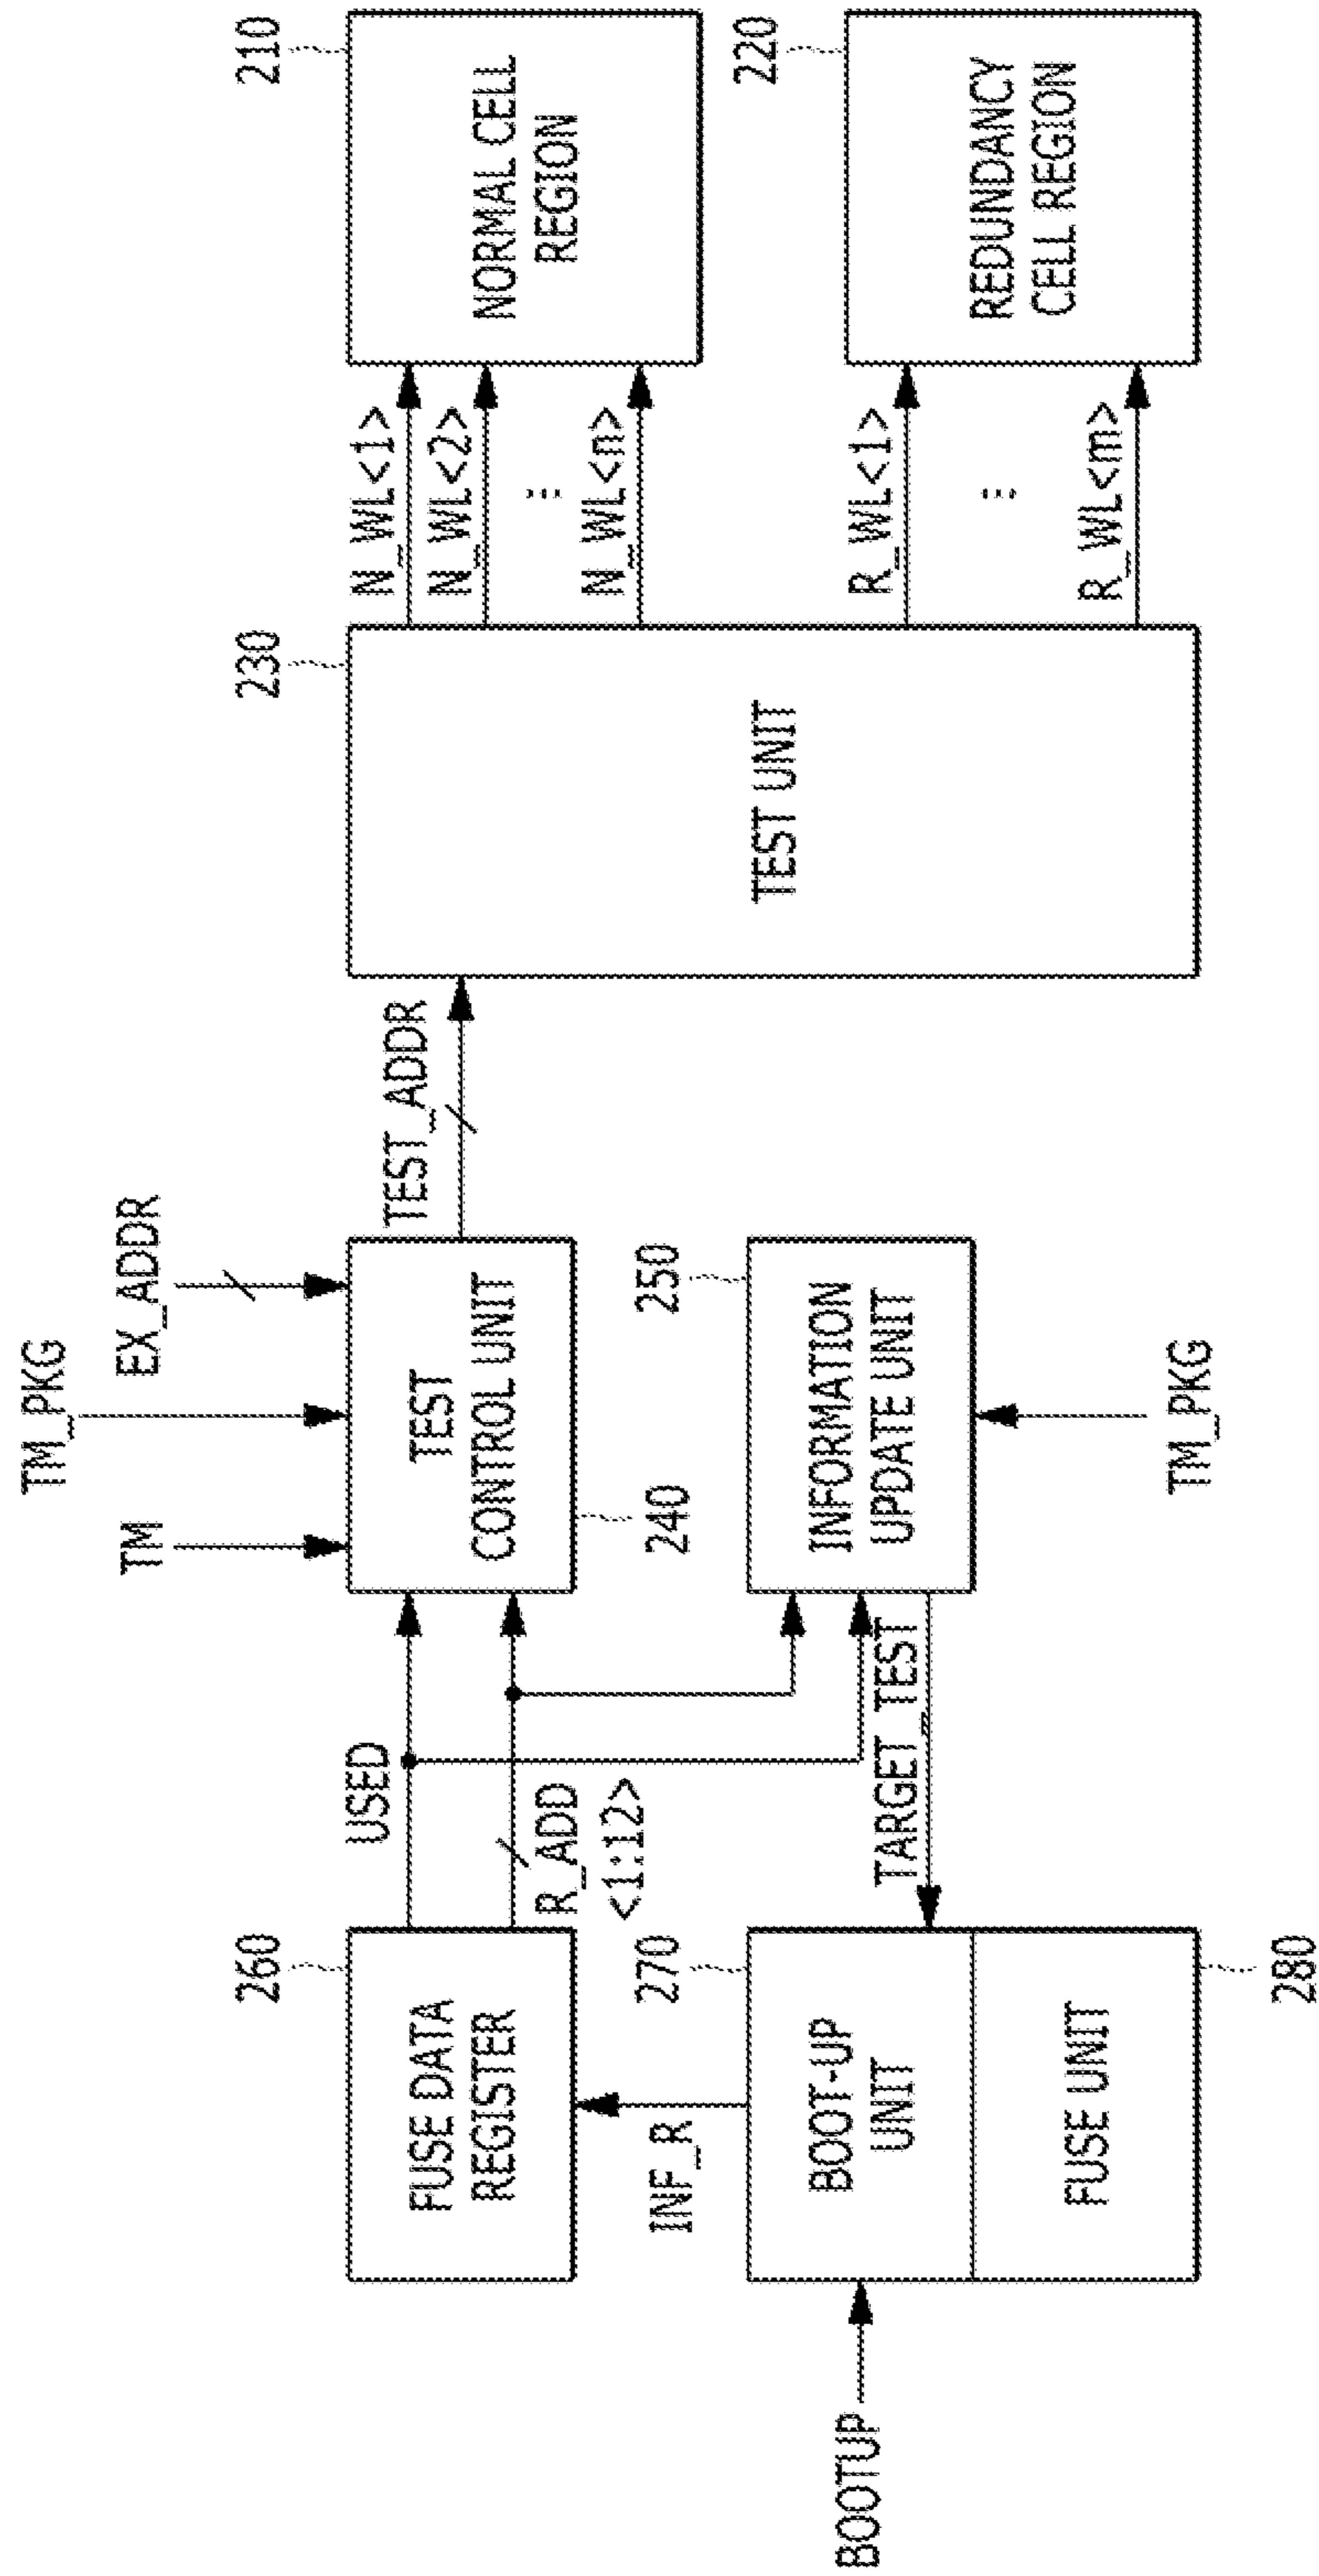 BOOTUP
260
FUSE DATA
REGISTER
INF_R
270
BOOT-UP
UNIT
FUSE UNIT
280
USED
R_ADD
<1:12>
TARGET_TEST
TM
TM_PKG
EX_ADDR
TEST
CONTROL UNIT
240
250
INFORMATION
UPDATE UNIT
TM_PKG
TEST_ADDR
230
TEST UNIT
N_WL<1>
N_WL<2>
...
N_WL<n>
R_WL<1>
...
R_WL<m>
210
NORMAL CELL
REGION
220
REDUNDANCY
CELL REGION